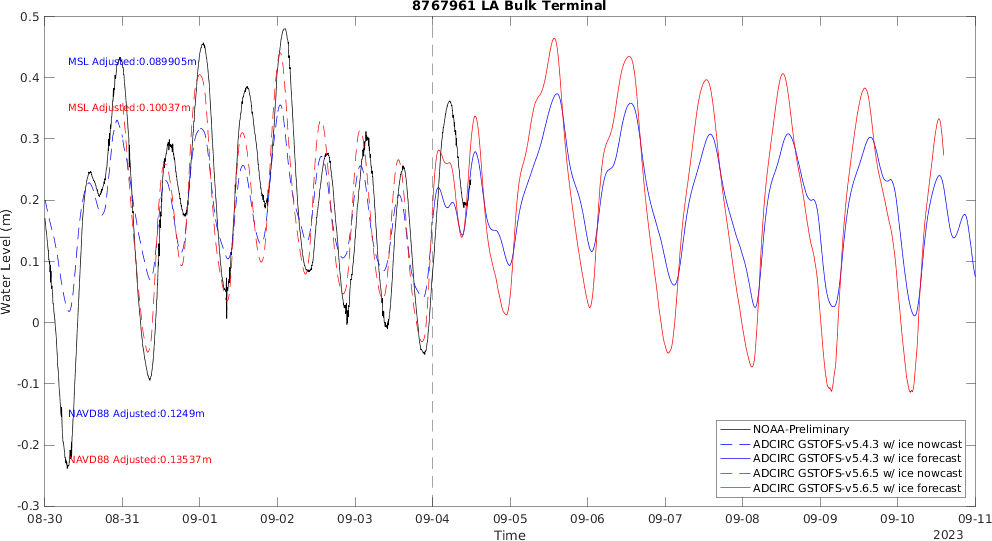 8767961 LA Bulk Terminal
0.5
0.4
0.3
0.2
0.1
0
-0.1
-0.2
-0.3
Water Level (m)
MSL Adjusted:0.089905m
MSL Adjusted:0.10037m
NAVD88 Adjusted:0.1249m
NAVD88 Adjusted:0.13537m
NOAA-Preliminary
ADCIRC GSTOFS-v5.4.3 w/ ice nowcast
ADCIRC GSTOFS-v5.4.3 w/ ice forecast
ADCIRC GSTOFS-v5.6.5 w/ ice nowcast
ADCIRC GSTOFS-v5.6.5 w/ ice forecast
08-30 08-31 09-01 09-02 09-03 09-04 09-05 09-06 09-07 09-08 09-09 09-10 09-11
Time
2023